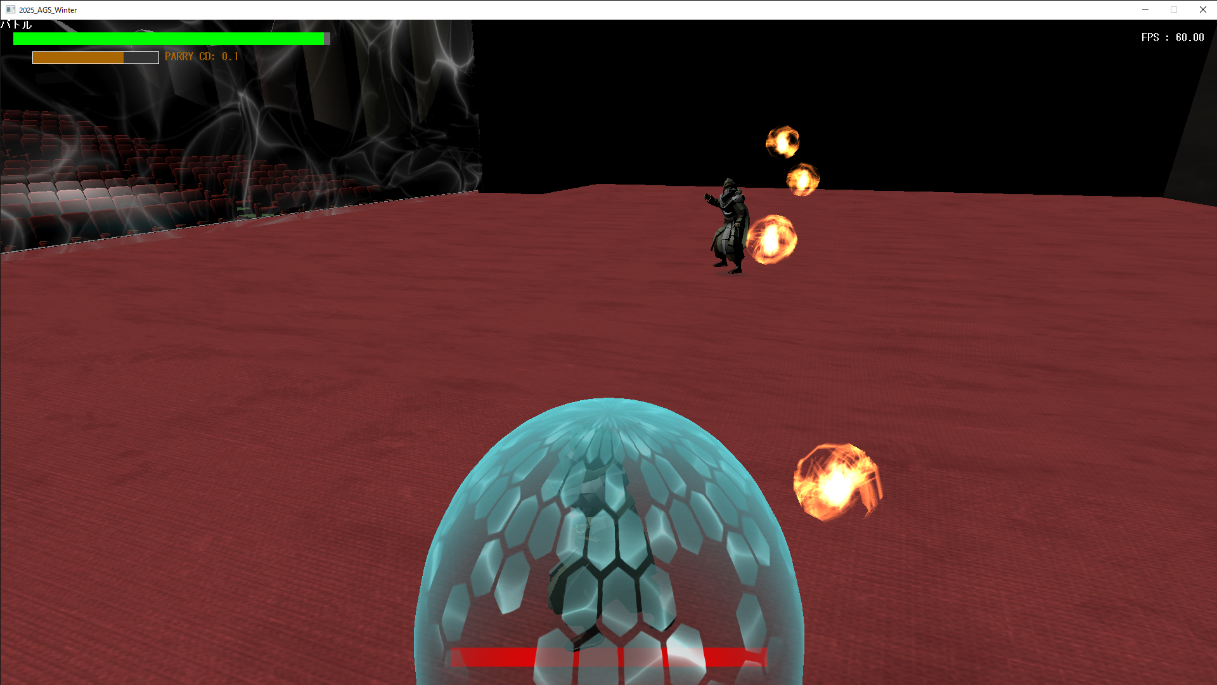 2025_AGS_Winter
バトル
FPS : 60.00
PARRY CD: 0.1